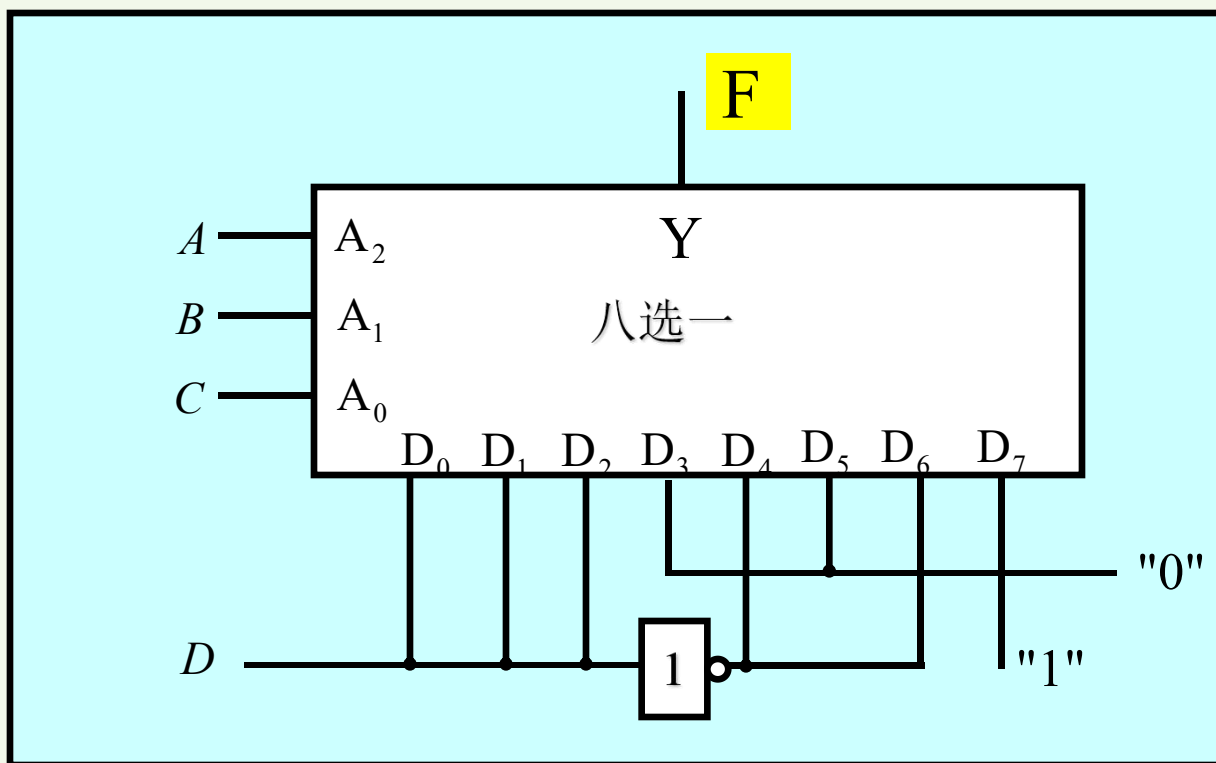 F
A A₂ Y
B A₁ 八选一
C A₀
D₀ D₁ D₂ D₃ D₄ D₅ D₆ D₇
"0"
D 1 "1"